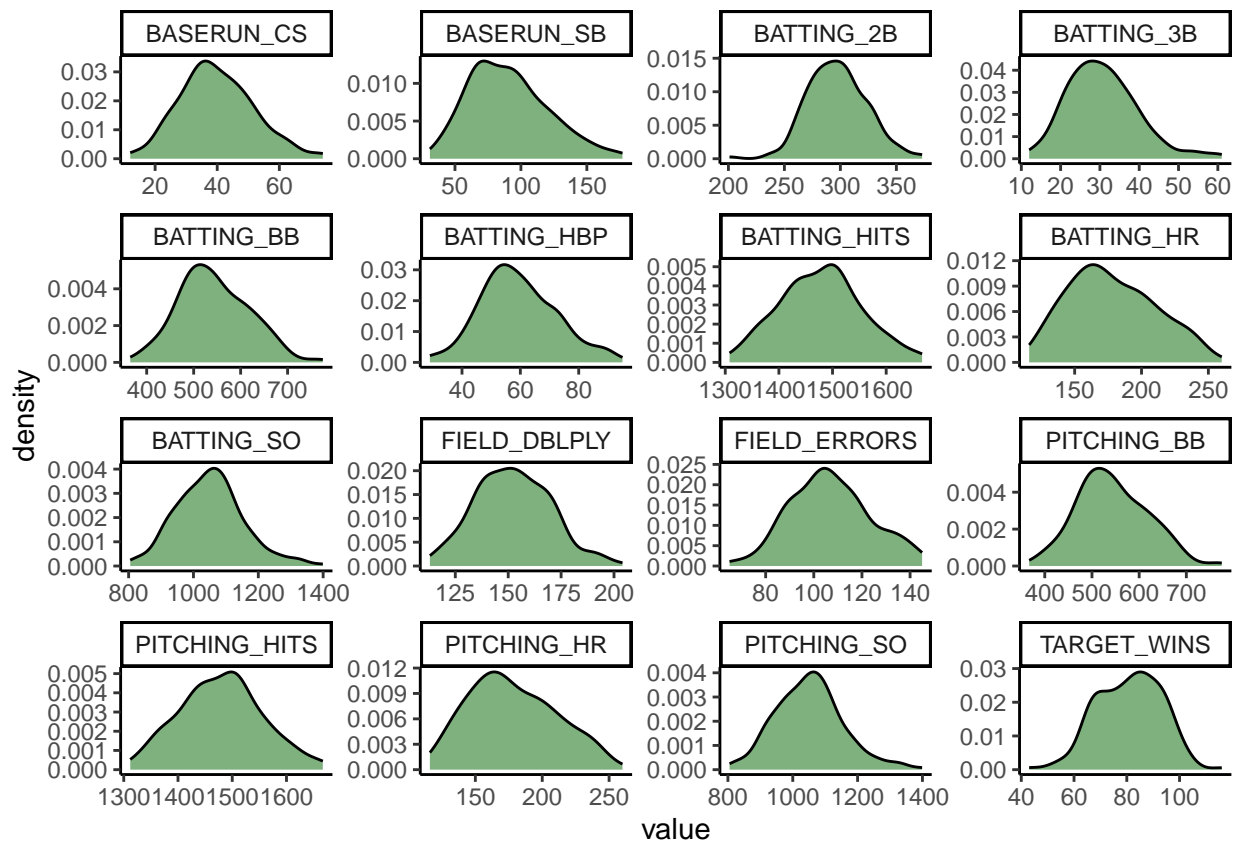 BASERUN_CS BASERUN_SB BATTING_2B BATTING_3B
0.03 0.02 0.01 0.00
0.010 0.005 0.000
0.015 0.010 0.005 0.000
0.04 0.03 0.02 0.01 0.00
20 40 60 50 100 150 200 250 300 350 10 20 30 40 50 60
BATTING_BB BATTING_HBP BATTING_HITS BATTING_HR
0.004 0.002 0.000
0.03 0.02 0.01 0.00
0.005 0.004 0.003 0.002 0.001 0.000
0.012 0.009 0.006 0.003 0.000
400 500 600 700 40 60 80 1300 1400 1500 1600 150 200 250
BATTING_SO FIELD_DBLPLY FIELD_ERRORS PITCHING_BB
0.004 0.003 0.002 0.001 0.000
0.020 0.015 0.010 0.005 0.000
0.025 0.020 0.015 0.010 0.005 0.000
0.004 0.002 0.000
800 1000 1200 1400 125 150 175 200 80 100 120 140 400 500 600 700
PITCHING_HITS PITCHING_HR PITCHING_SO TARGET_WINS
0.005 0.004 0.003 0.002 0.001 0.000
0.012 0.009 0.006 0.003 0.000
0.004 0.003 0.002 0.001 0.000
0.03 0.02 0.01 0.00
1300 1400 1500 1600 150 200 250 800 1000 1200 1400 40 60 80 100
density
value